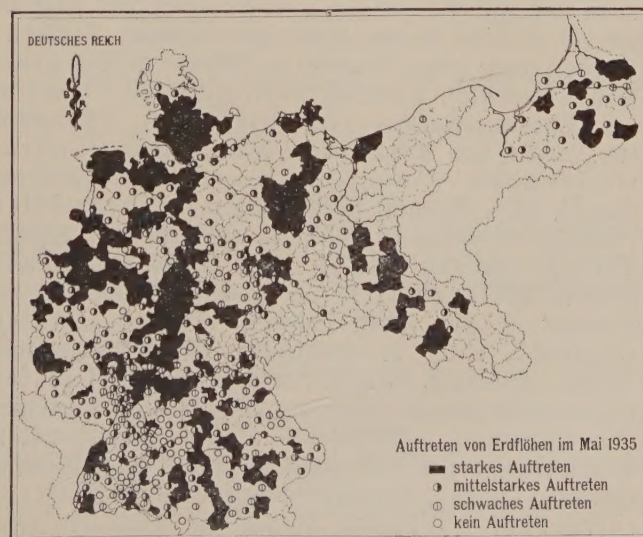 DEUTSCHES REICH
Auftreten von Erdflöhen im Mai 1935
starkes Auftreten
mittelstarkes Auftreten
schwaches Auftreten
kein Auftreten